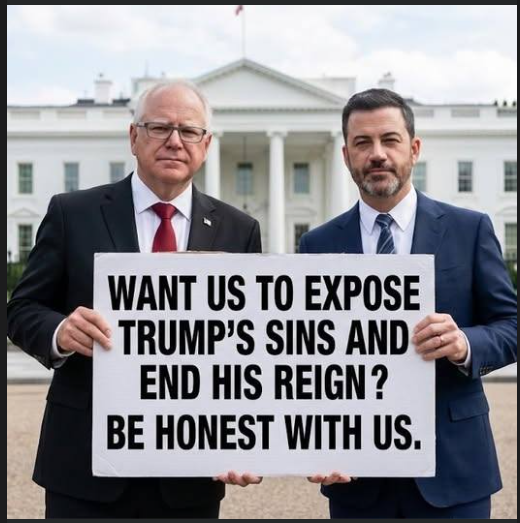 WANT US TO EXPOSE
TRUMP'S SINS AND
END HIS REIGN?
BE HONEST WITH US.